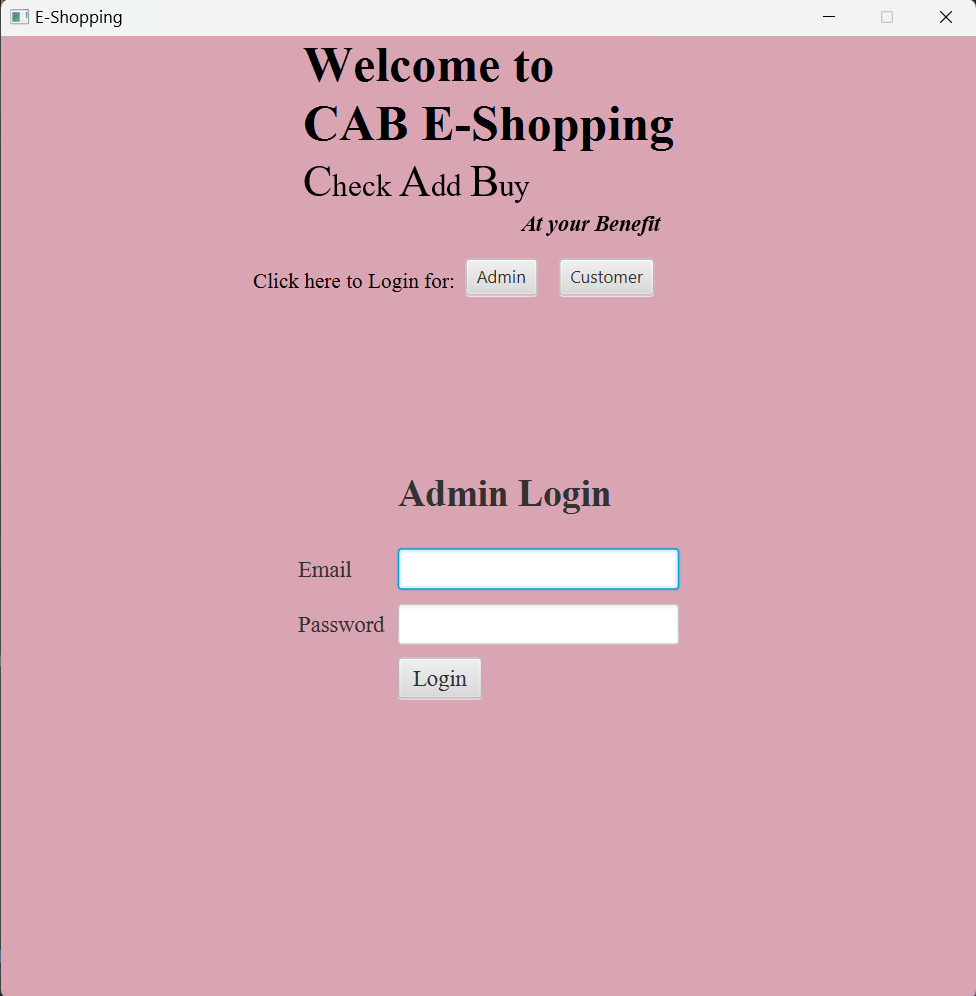 E-Shopping
Welcome to
CAB E-Shopping
Check Add Buy
At your Benefit
Click here to Login for: Admin Customer
Admin Login
Email
Password
Login